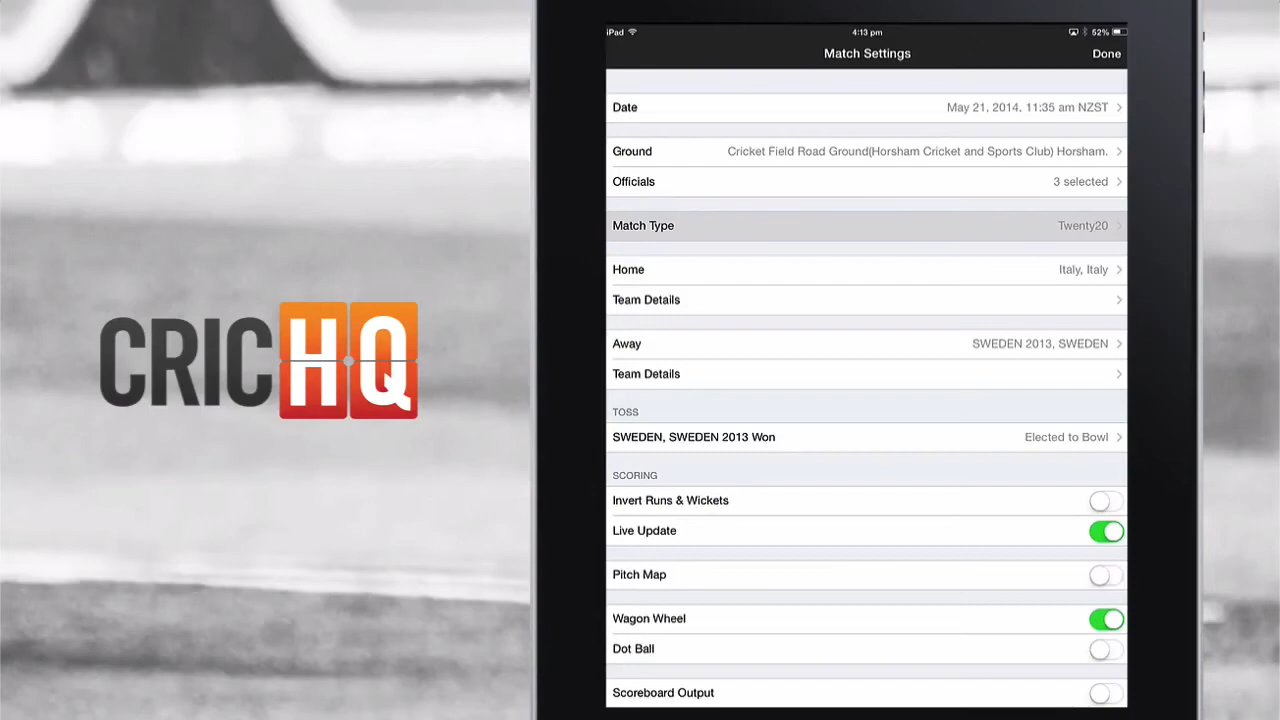 CRICHQ
iPad 4:13 pm 52%
Match Settings Done
Date May 21, 2014, 11:35 am NZST
Ground Cricket Field Road Ground(Horsham Cricket and Sports Club) Horsham.
Officials 3 selected
Match Type Twenty20
Home Italy, Italy
Team Details
Away SWEDEN 2013, SWEDEN
Team Details
TOSS
SWEDEN, SWEDEN 2013 Won Elected to Bowl
SCORING
Invert Runs & Wickets
Live Update
Pitch Map
Wagon Wheel
Dot Ball
Scoreboard Output